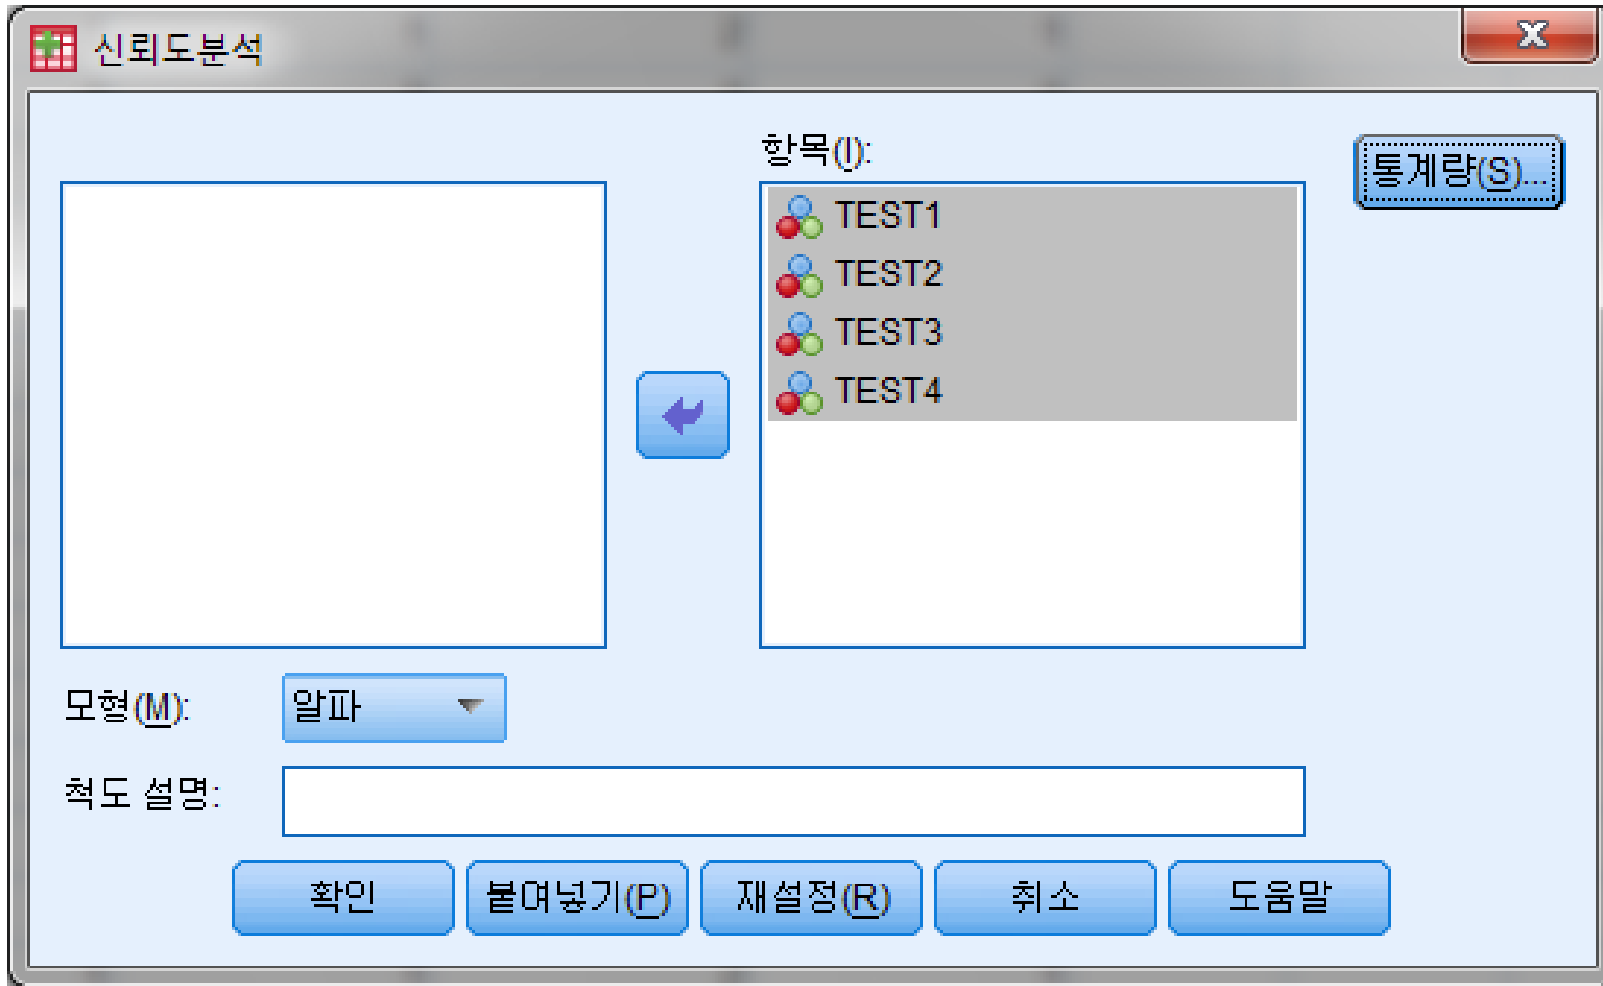 신뢰도분석
항목(I):
통계량(S)...
TEST1
TEST2
TEST3
TEST4
모형(M):
알파
척도 설명:
확인
붙여넣기(P)
재설정(R)
취소
도움말